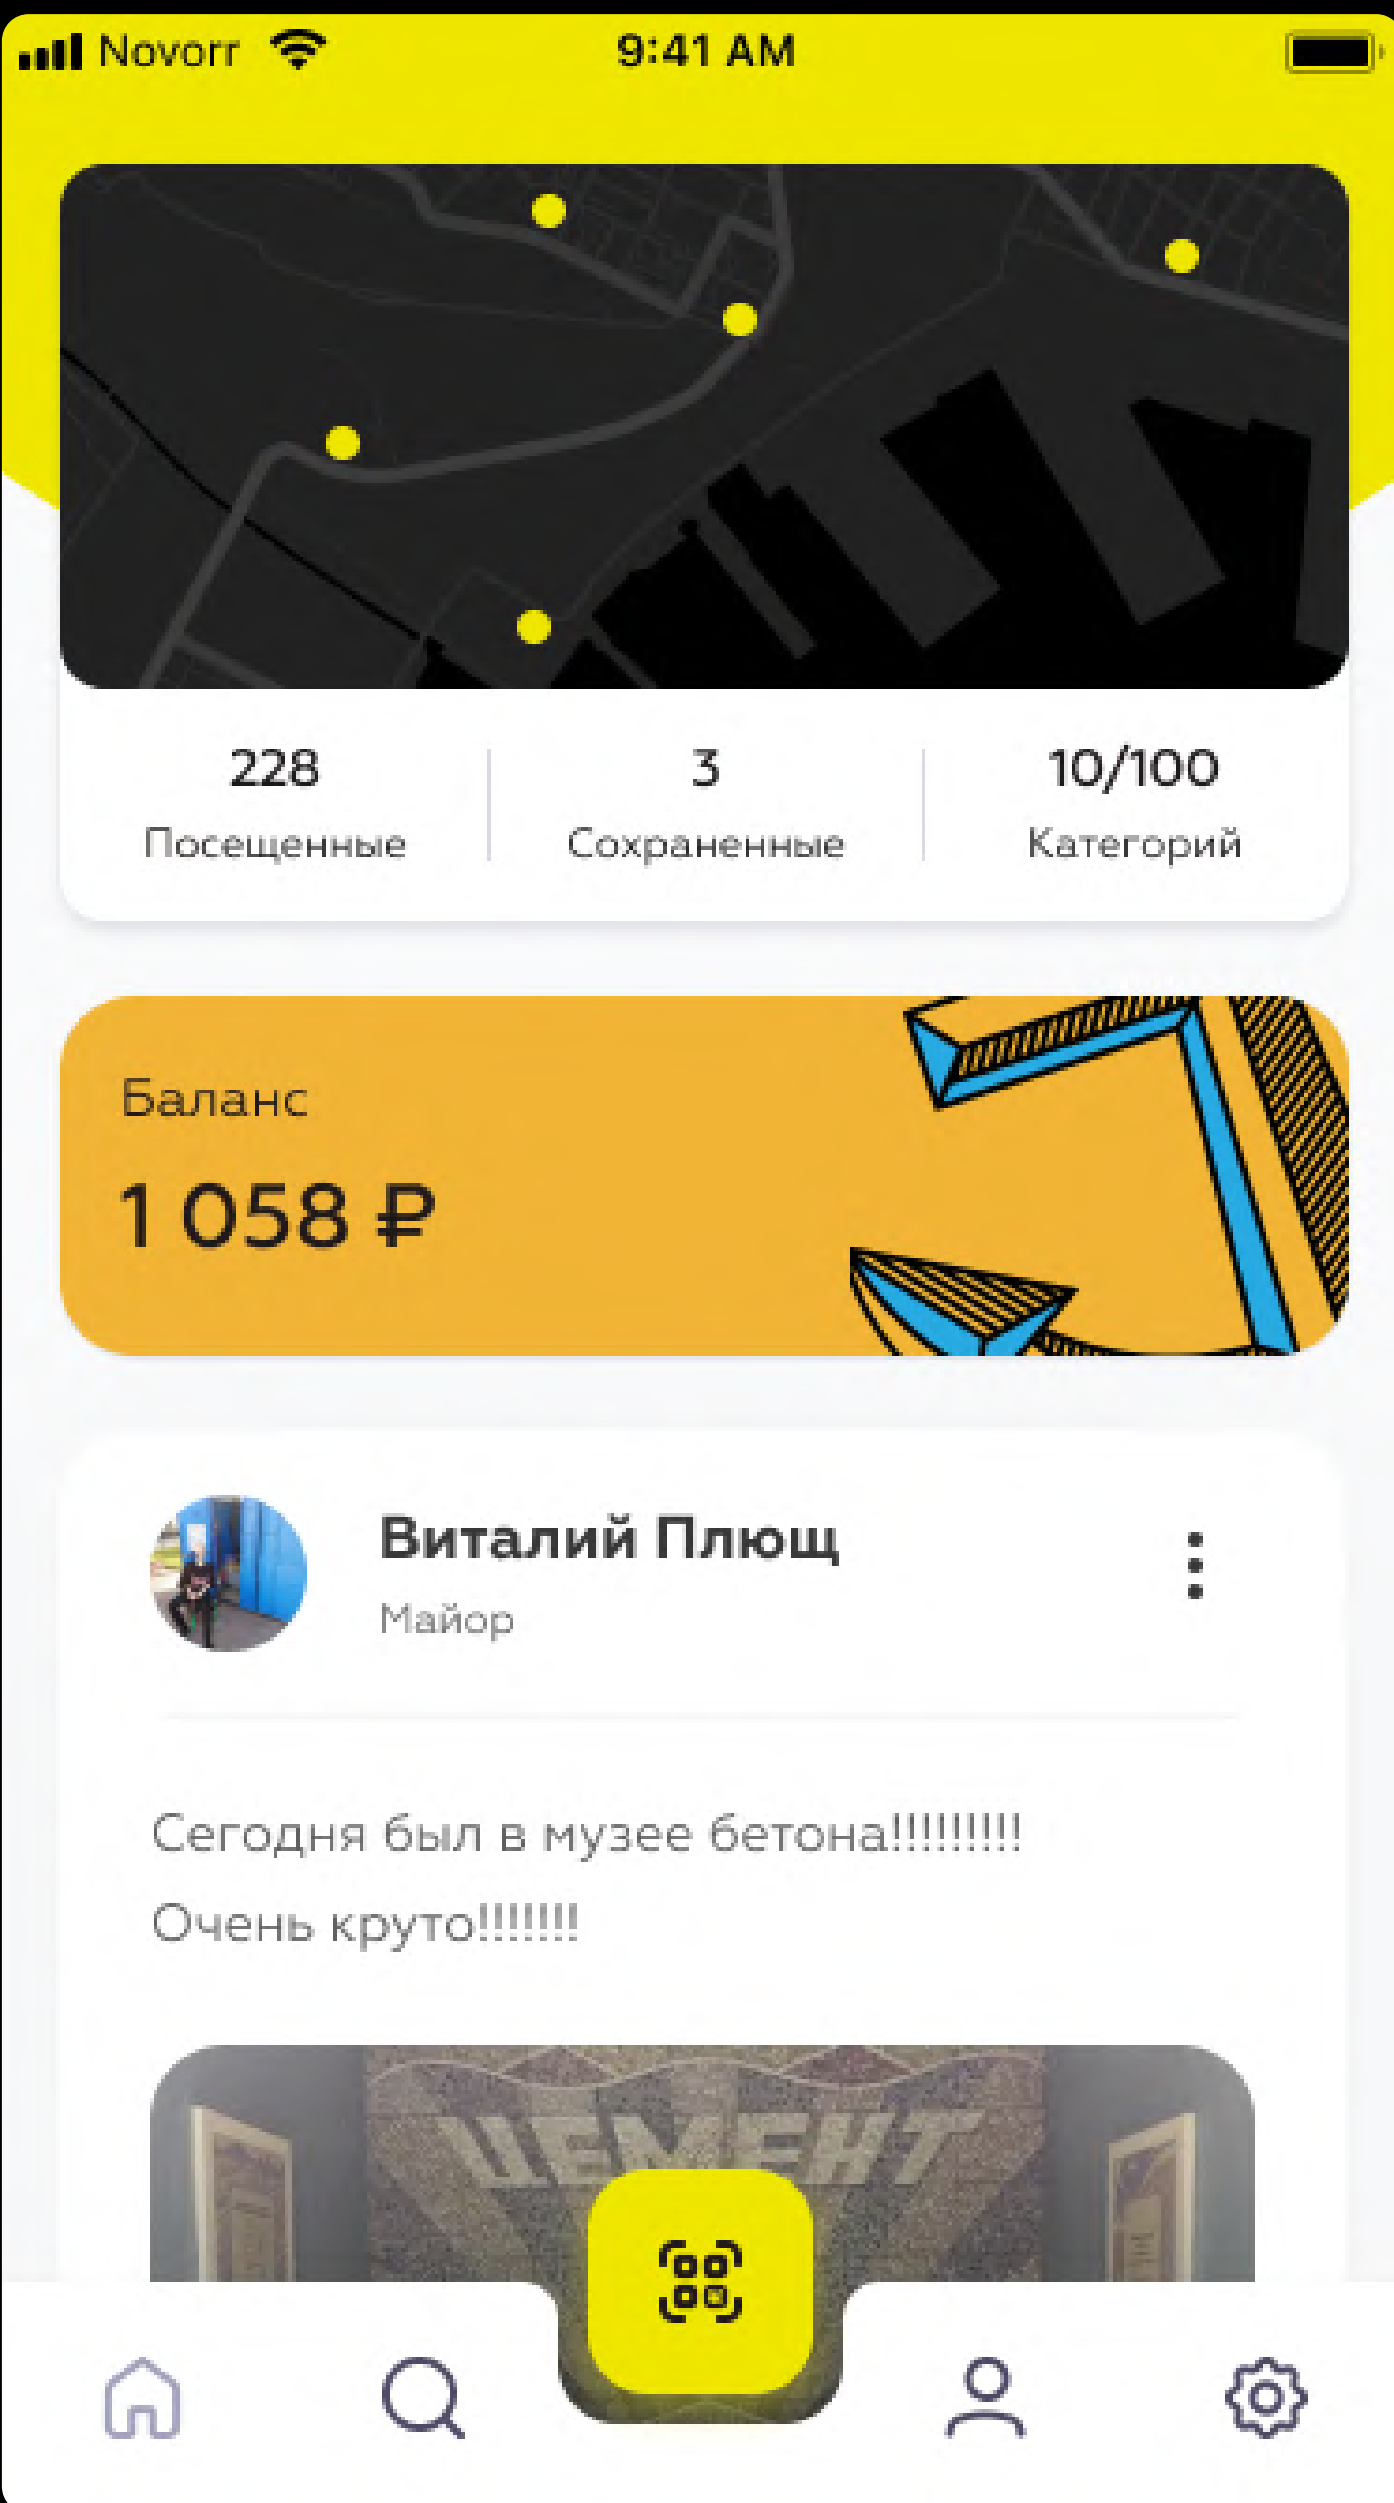 Novorr
9:41 AM
228
3
10/100
Посещенные
Сохраненные
Категорий
Баланс
1 058 ₽
Виталий Плющ
Майор
Сегодня был в музее бетона!!!!!!!!!!
Очень круто!!!!!!!
ЦЕМЕНТ